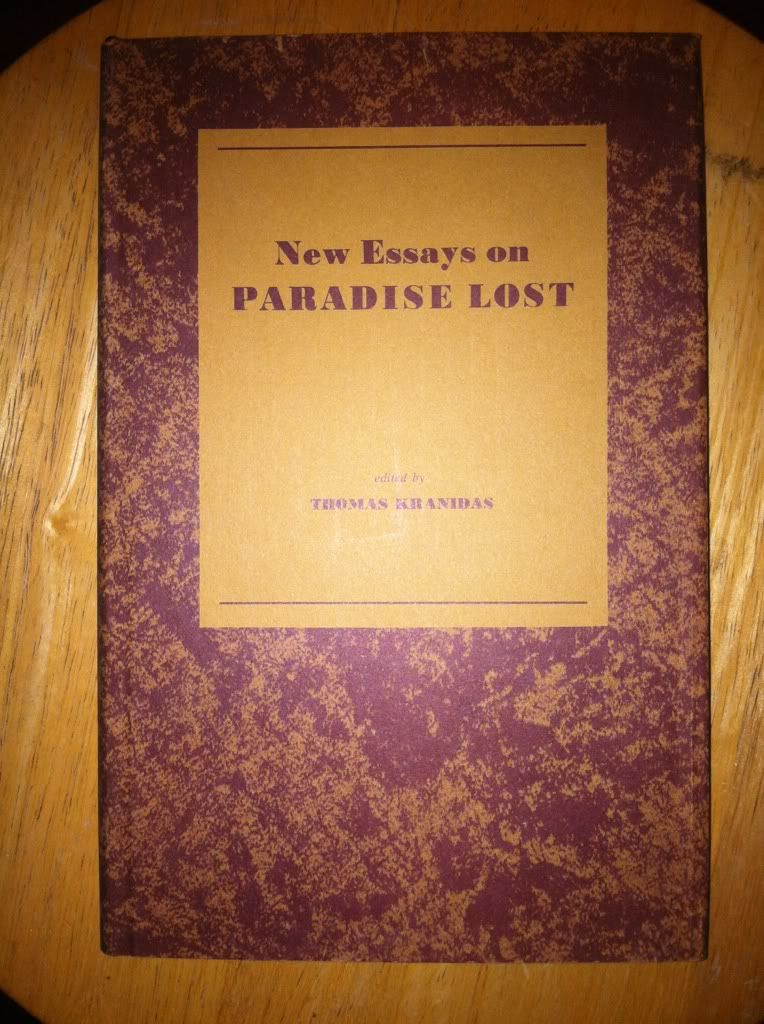 New Essays on
PARADISE LOST
edited by
THOMAS KRANIDAS